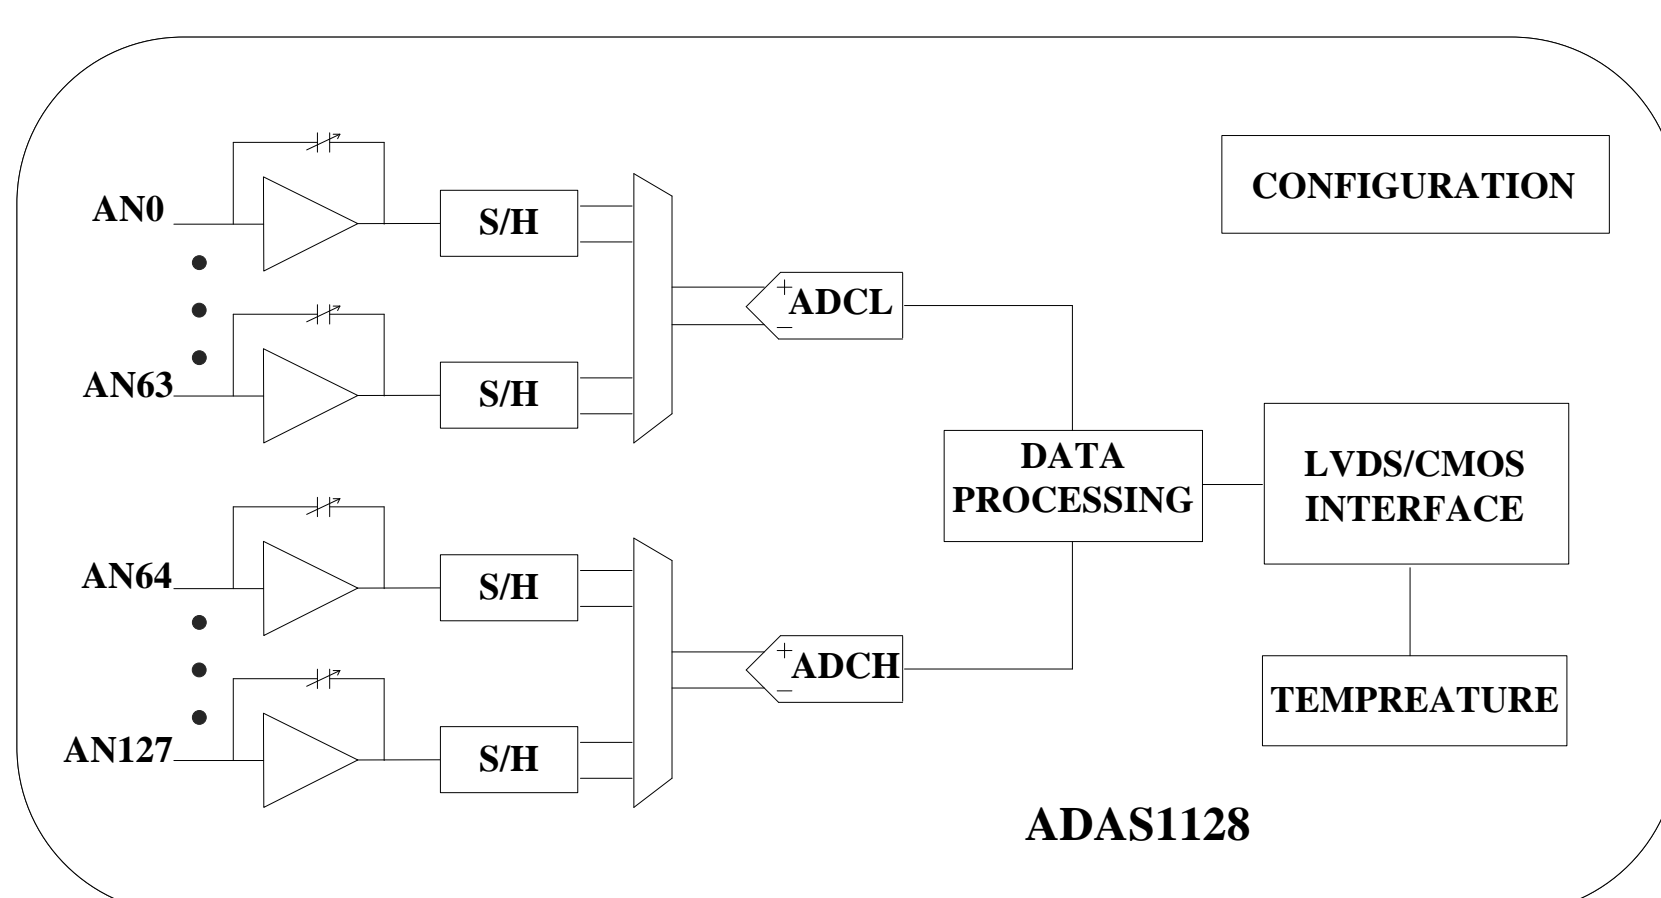 AN0
S/H
CONFIGURATION
+
ADCL
−
AN63
S/H
DATA
PROCESSING
LVDS/CMOS
INTERFACE
AN64
S/H
+
ADCH
−
TEMPREATURE
AN127
S/H
ADAS1128